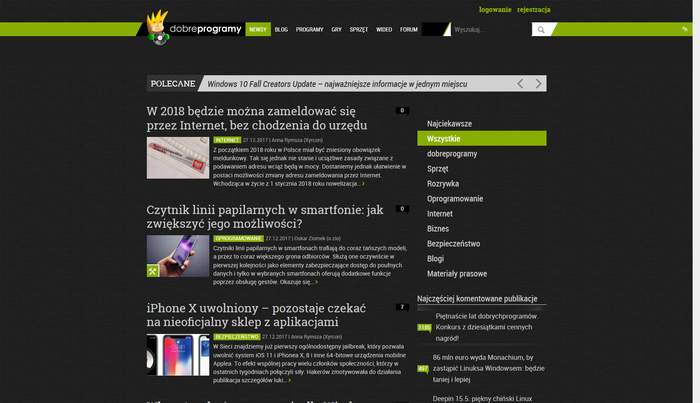 logowanie rejestracja
dobreprogramy NEWSY BLOG PROGRAMY GRY SPRZĘT WIDEO FORUM Wyszukaj...
POLECANE Windows 10 Fall Creators Update – najważniejsze informacje w jednym miejscu
W 2018 będzie można zameldować się
przez Internet, bez chodzenia do urzędu
0
INTERNET 27.12.2017 | Anna Rymsza (Xyrcon)
Z początkiem 2018 roku w Polsce miał być zniesiony obowiązek
meldunkowy. Tak się jednak nie stanie i uciążliwe zasady związane z
podawaniem adresu wciąż będą w mocy. Dostaniemy jednak ułatwienie w
postaci możliwości zmiany adresu zameldowania przez Internet.
Wchodząca w życie z 1 stycznia 2018 roku nowelizacja..
Czytnik linii papilarnych w smartfonie: jak
zwiększyć jego możliwości?
0
OPROGRAMOWANIE 27.12.2017 | Oskar Ziomek (o.zio)
Czytniki linii papilarnych w smartfonach trafiają do coraz tańszych modeli,
a przez to coraz większego grona odbiorców. Służą one oczywiście w
pierwszej kolejności jako elementy zabezpieczające dostęp do poufnych
danych i tylko w wybranych smartfonach oferują dodatkowe funkcje
poprzez obsługę gestów. Okazuje się..
iPhone X uwolniony – pozostaje czekać
na nieoficjalny sklep z aplikacjami
7
BEZPIECZEŃSTWO 27.12.2017 | Anna Rymsza (Xyrcon)
W Sieci znajdziemy już pierwszy ogólnodostępny jailbreak, który pozwala
uwolnić system iOS 11 i iPhonea X, 8 i inne 64-bitowe urządzenia mobilne
Apple'a. To efekt wspólnej pracy wielu członków społeczności, którzy w
ostatnich tygodniach połączyli siły. Hakerów zmotywowała do działania
publikacja szczegółów luki..
Najciekawsze
Wszystkie
dobreprogramy
Sprzęt
Rozrywka
Oprogramowanie
Internet
Biznes
Bezpieczeństwo
Blogi
Materiały prasowe
Najczęściej komentowane publikacje
Piętnaście lat dobrychprogramów.
Konkurs z dziesiątkami cennych
nagród!
86 mln euro wyda Monachium, by
zastąpić Linuksa Windowsem: będzie
taniej i lepiej
Deepin 15.5: piękny chiński Linux